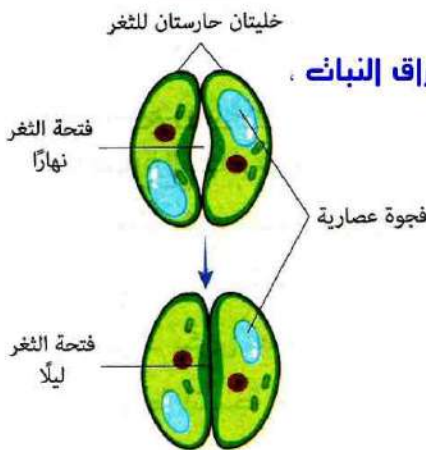 خليتان حارستان للثغر
راق النبات .
فتحة الثغر
نهارًا
فجوة عصارية
فتحة الثغر
ليلًا